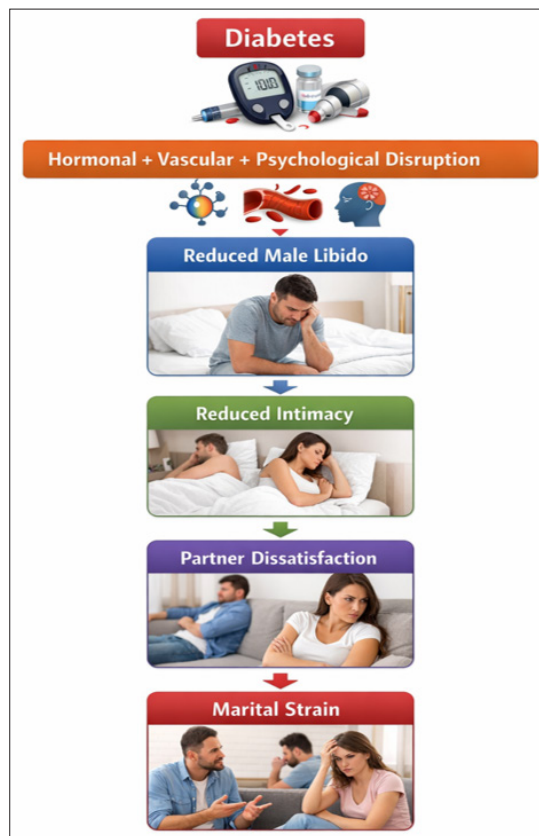 Diabetes
Hormonal + Vascular + Psychological Disruption
Reduced Male Libido
Reduced Intimacy
Partner Dissatisfaction
Marital Strain